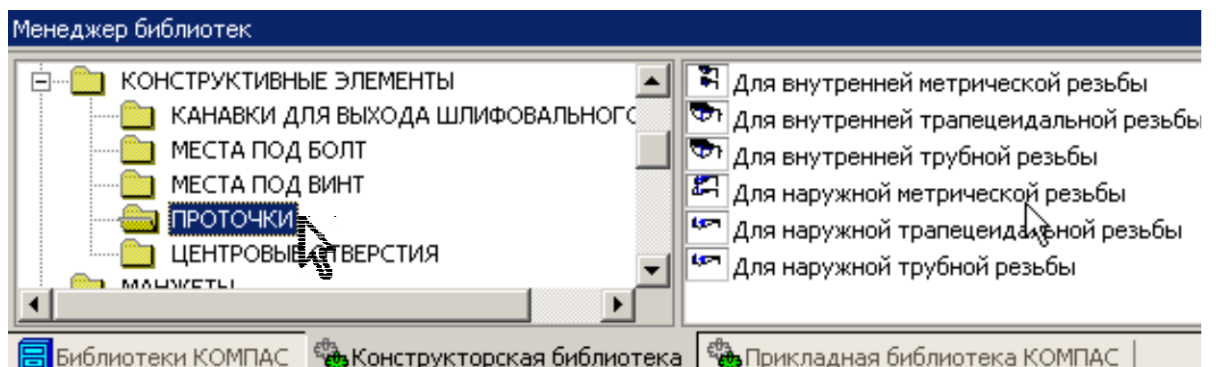 Менеджер библиотек
КОНСТРУКТИВНЫЕ ЭЛЕМЕНТЫ
КАНАВКИ ДЛЯ ВЫХОДА ШЛИФОВАЛЬНОГО
МЕСТА ПОД БОЛТ
МЕСТА ПОД ВИНТ
ПРОТОЧКИ
ЦЕНТРОВЫЕ ОТВЕРСТИЯ
МАНЖЕТЫ
Для внутренней метрической резьбы
Для внутренней трапецеидальной резьбы
Для внутренней трубной резьбы
Для наружной метрической резьбы
Для наружной трапецеидальной резьбы
Для наружной трубной резьбы
Библиотеки КОМПАС
Конструкторская библиотека
Прикладная библиотека КОМПАС